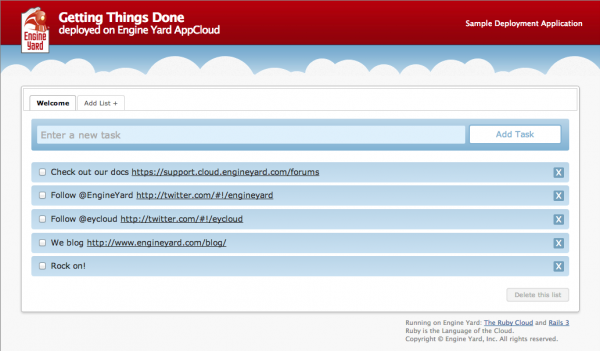 Engine Yard
Getting Things Done
deployed on Engine Yard AppCloud
Sample Deployment Application
Welcome
Add List +
Enter a new task
Add Task
Check out our docs https://support.cloud.engineyard.com/forums
X
Follow @EngineYard http://twitter.com/#!/engineyard
X
Follow @eycloud http://twitter.com/#!/eycloud
X
We blog http://www.engineyard.com/blog/
X
Rock on!
X
Delete this list
Running on Engine Yard: The Ruby Cloud and Rails 3
Ruby is the Language of the Cloud.
Copyright © Engine Yard, Inc. All rights reserved.